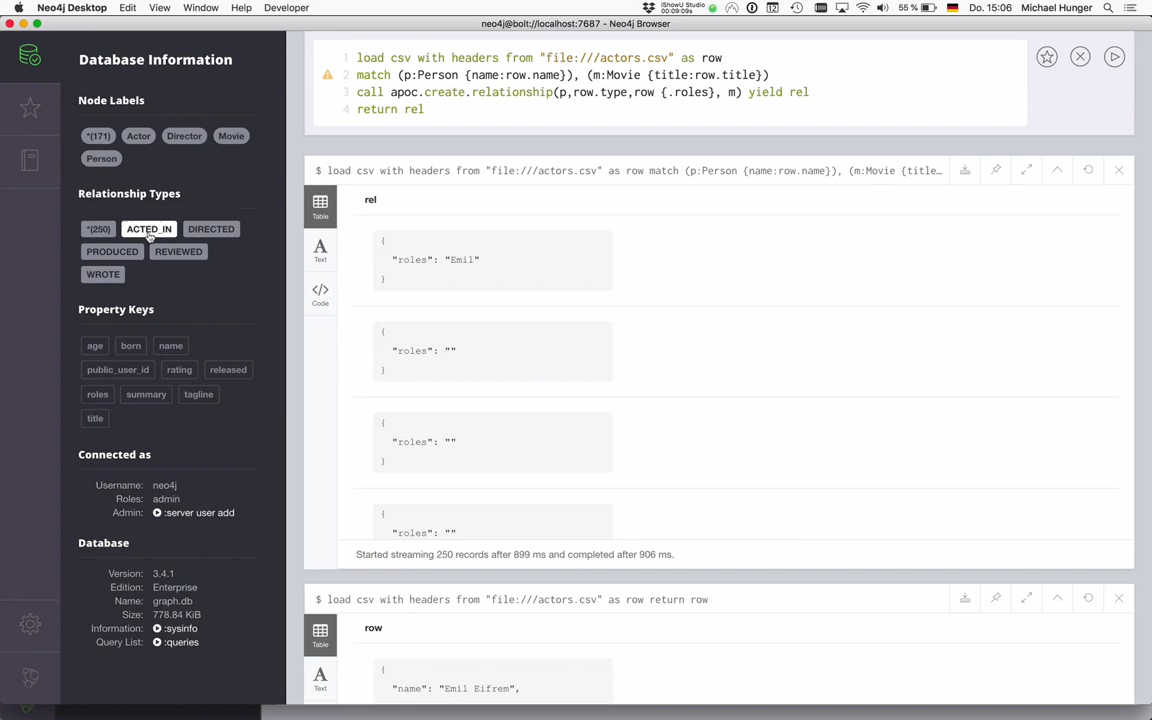 Neo4j Desktop Edit View Window Help Developer
iShowU Studio
0:09:09s
12
55 %
Do. 15:06 Michael Hunger
neo4j@bolt://localhost:7687 - Neo4j Browser
Database Information
Node Labels
*(171) Actor Director Movie
Person
Relationship Types
*(250) ACTED_IN DIRECTED
PRODUCED REVIEWED
WROTE
Property Keys
age born name
public_user_id rating released
roles summary tagline
title
Connected as
Username: neo4j
Roles: admin
Admin: :server user add
Database
Version: 3.4.1
Edition: Enterprise
Name: graph.db
Size: 778.84 KiB
Information: :sysinfo
Query List: :queries
1 load csv with headers from "file:///actors.csv" as row
2 match (p:Person {name:row.name}), (m:Movie {title:row.title})
3 call apoc.create.relationship(p,row.type,row {.roles}, m) yield rel
4 return rel
$ load csv with headers from "file:///actors.csv" as row match (p:Person {name:row.name}), (m:Movie {title…
Table
A
Text
</>
Code
rel
{
"roles": "Emil"
}
{
"roles": ""
}
{
"roles": ""
}
{
"roles": ""
Started streaming 250 records after 899 ms and completed after 906 ms.
$ load csv with headers from "file:///actors.csv" as row return row
Table
A
Text
row
{
"name": "Emil Eifrem",